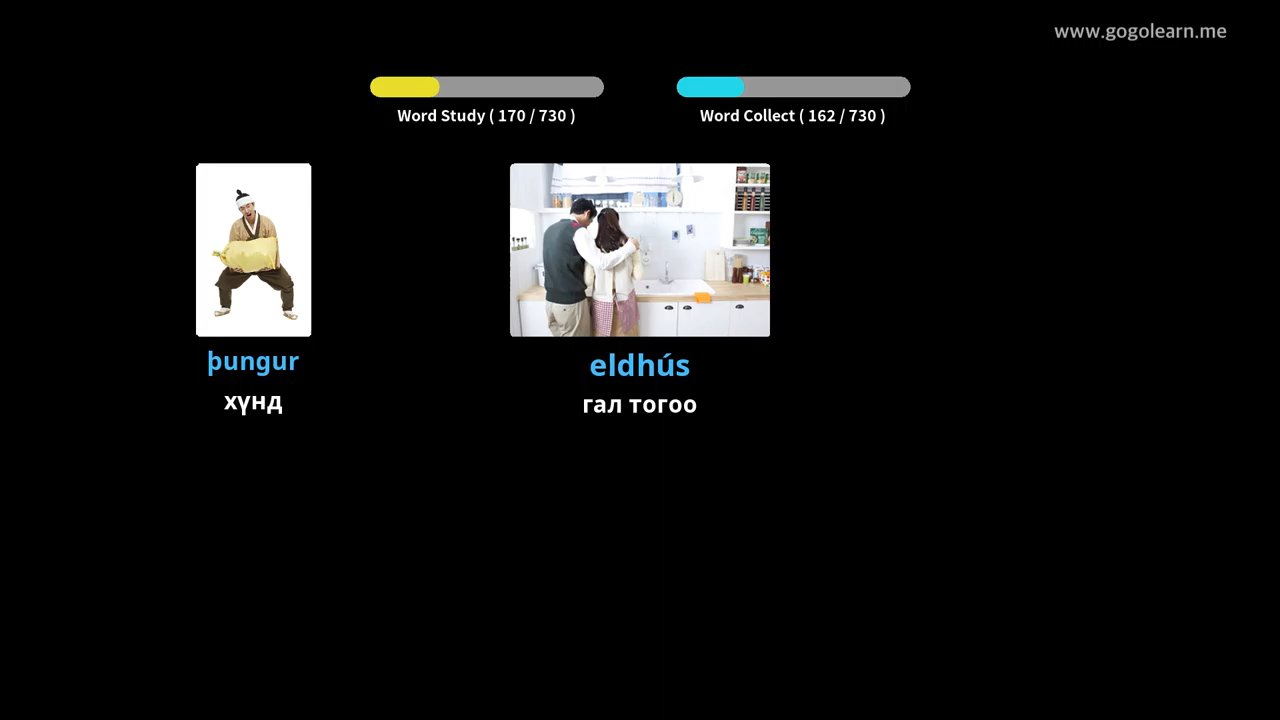 www.gogolearn.me
Word Study ( 170 / 730 )
Word Collect ( 162 / 730 )
þungur
хүнд
eldhús
гал тогоо